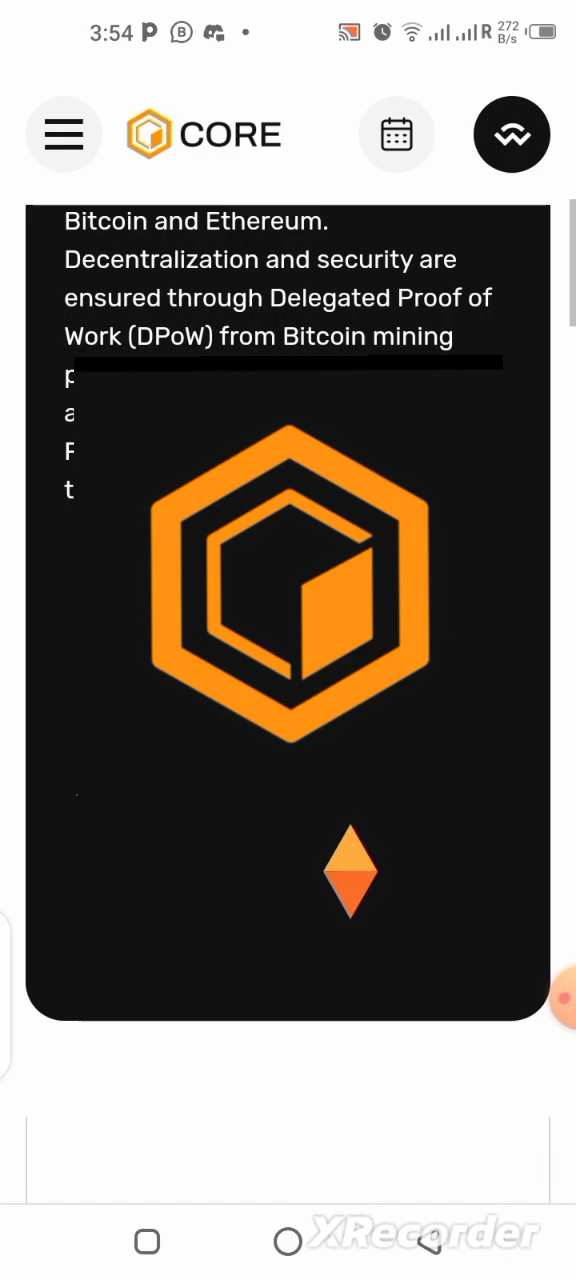 3:54
R
272
B/s
CORE
Bitcoin and Ethereum.
Decentralization and security are
ensured through Delegated Proof of
Work (DPoW) from Bitcoin mining
XRecorder